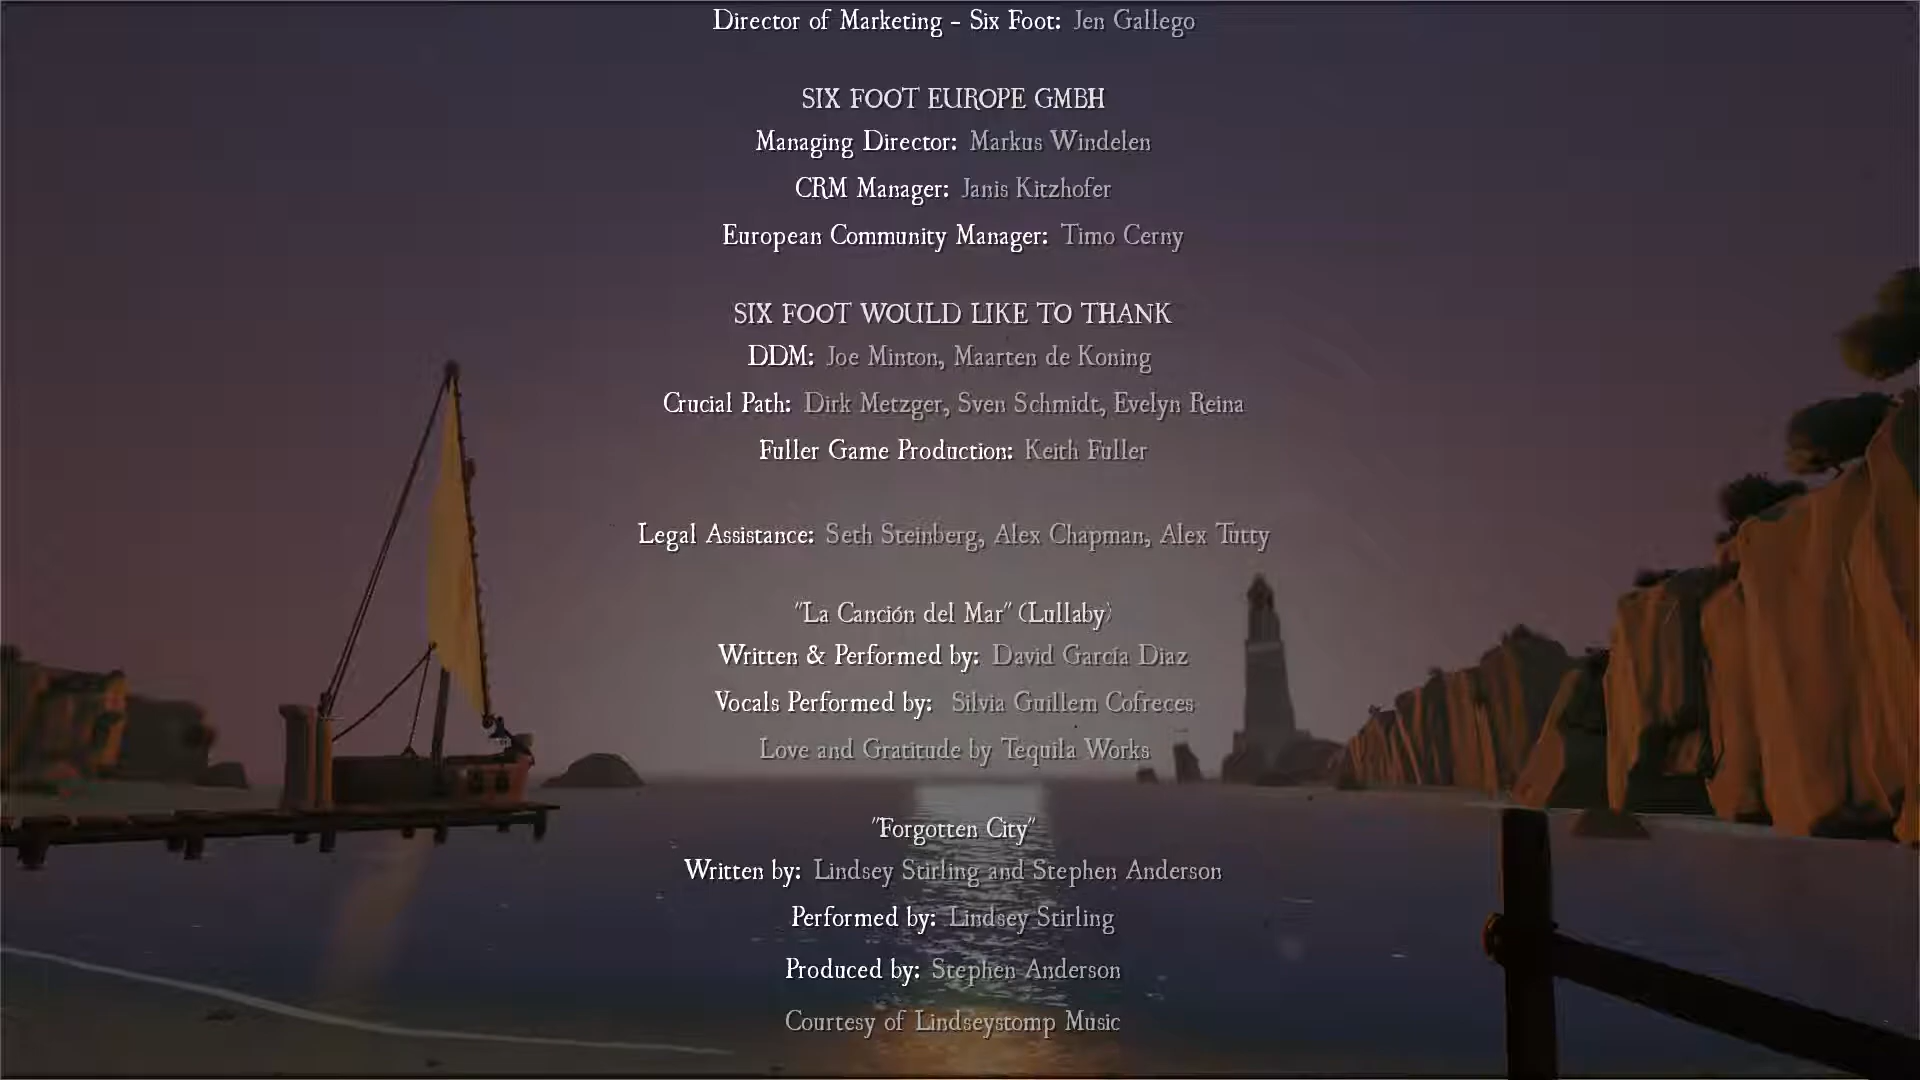 Director of Marketing - Six Foot: Jen Gallego
SIX FOOT EUROPE GMBH
Managing Director: Markus Windelen
CRM Manager: Janis Kitzhofer
European Community Manager: Timo Cerny
SIX FOOT WOULD LIKE TO THANK
DDM: Joe Minton, Maarten de Koning
Crucial Path: Dirk Metzger, Sven Schmidt, Evelyn Reina
Fuller Game Production: Keith Fuller
Legal Assistance: Seth Steinberg, Alex Chapman, Alex Tutty
"La Canción del Mar" (Lullaby)
Written & Performed by: David García Díaz
Vocals Performed by: Silvia Guillem Cofreces
Love and Gratitude by Tequila Works
"Forgotten City"
Written by: Lindsey Stirling and Stephen Anderson
Performed by: Lindsey Stirling
Produced by: Stephen Anderson
Courtesy of Lindseystomp Music